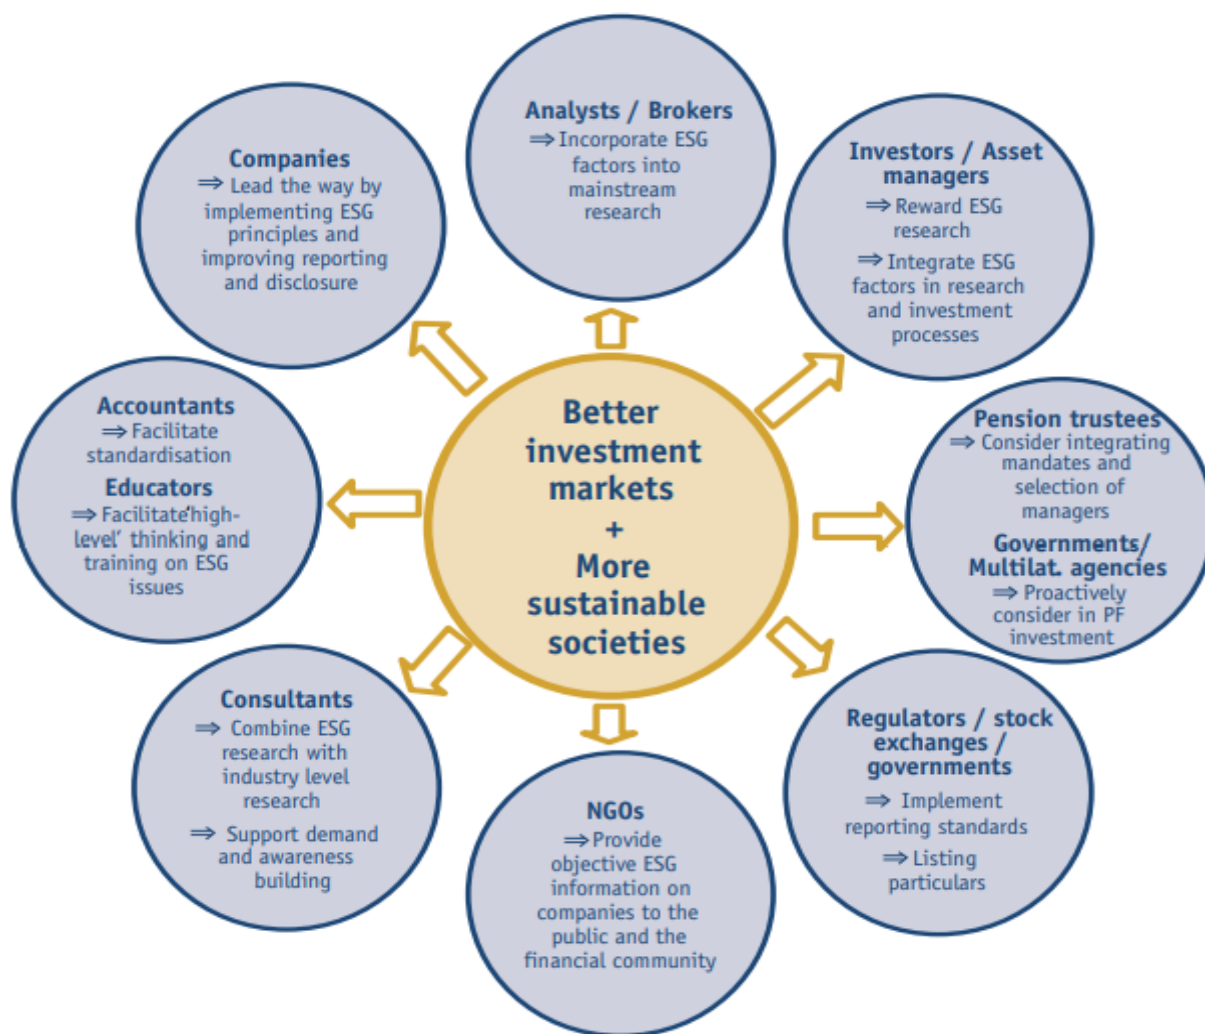 Analysts / Brokers
⇒ Incorporate ESG
factors into
mainstream
research
Investors / Asset
managers
⇒ Reward ESG
research
⇒ Integrate ESG
factors in research
and investment
processes
Pension trustees
⇒ Consider integrating
mandates and
selection of
managers
Governments/
Multilat. agencies
⇒ Proactively
consider in PF
investment
Regulators / stock
exchanges /
governments
⇒ Implement
reporting standards
⇒ Listing
particulars
NGOs
⇒ Provide
objective ESG
information on
companies to the
public and the
financial community
Consultants
⇒ Combine ESG
research with
industry level
research
⇒ Support demand
and awareness
building
Accountants
⇒ Facilitate
standardisation
Educators
⇒ Facilitate‘high-
level’ thinking and
training on ESG
issues
Companies
⇒ Lead the way by
implementing ESG
principles and
improving reporting
and disclosure
Better
investment
markets
+
More
sustainable
societies